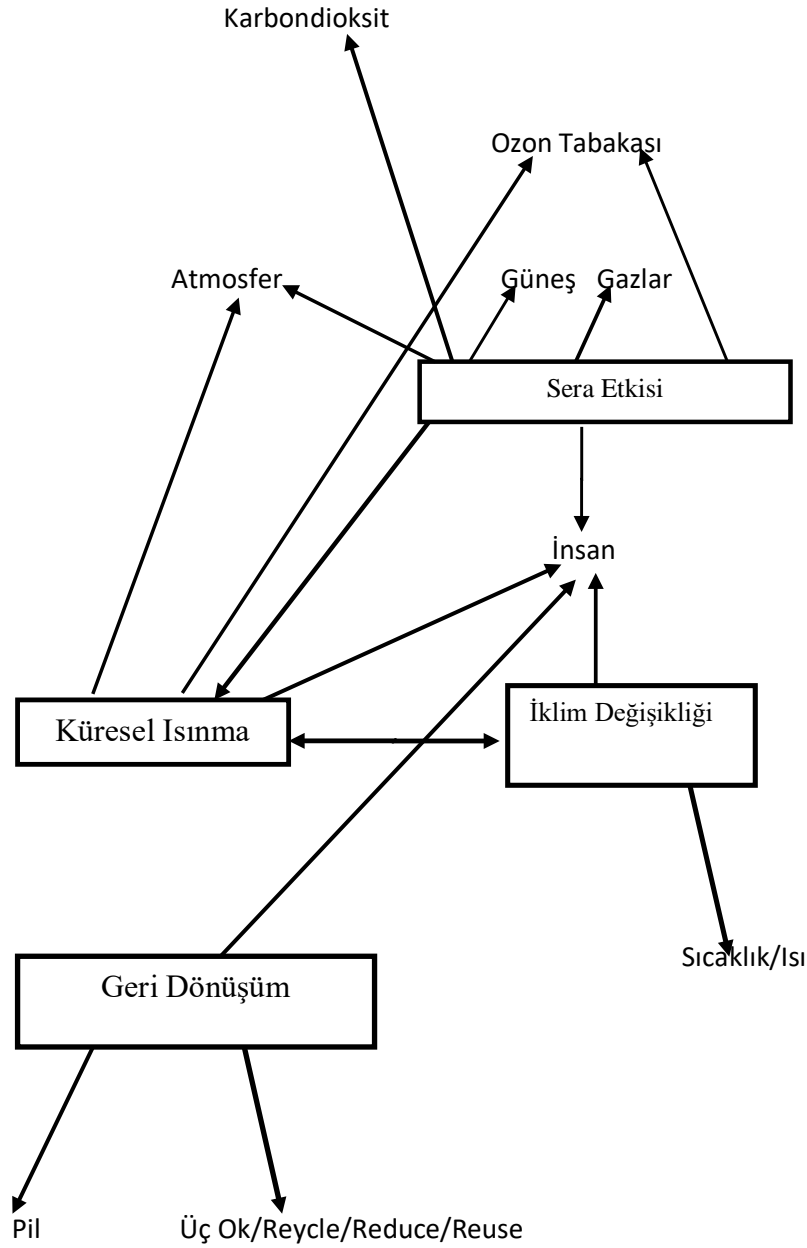 Karbondioksit
Ozon Tabakası
Atmosfer
Güneş Gazlar
Sera Etkisi
İnsan
Küresel Isınma
İklim Değişikliği
Sıcaklık/Isı
Geri Dönüşüm
Pil
Üç Ok/Reycle/Reduce/Reuse